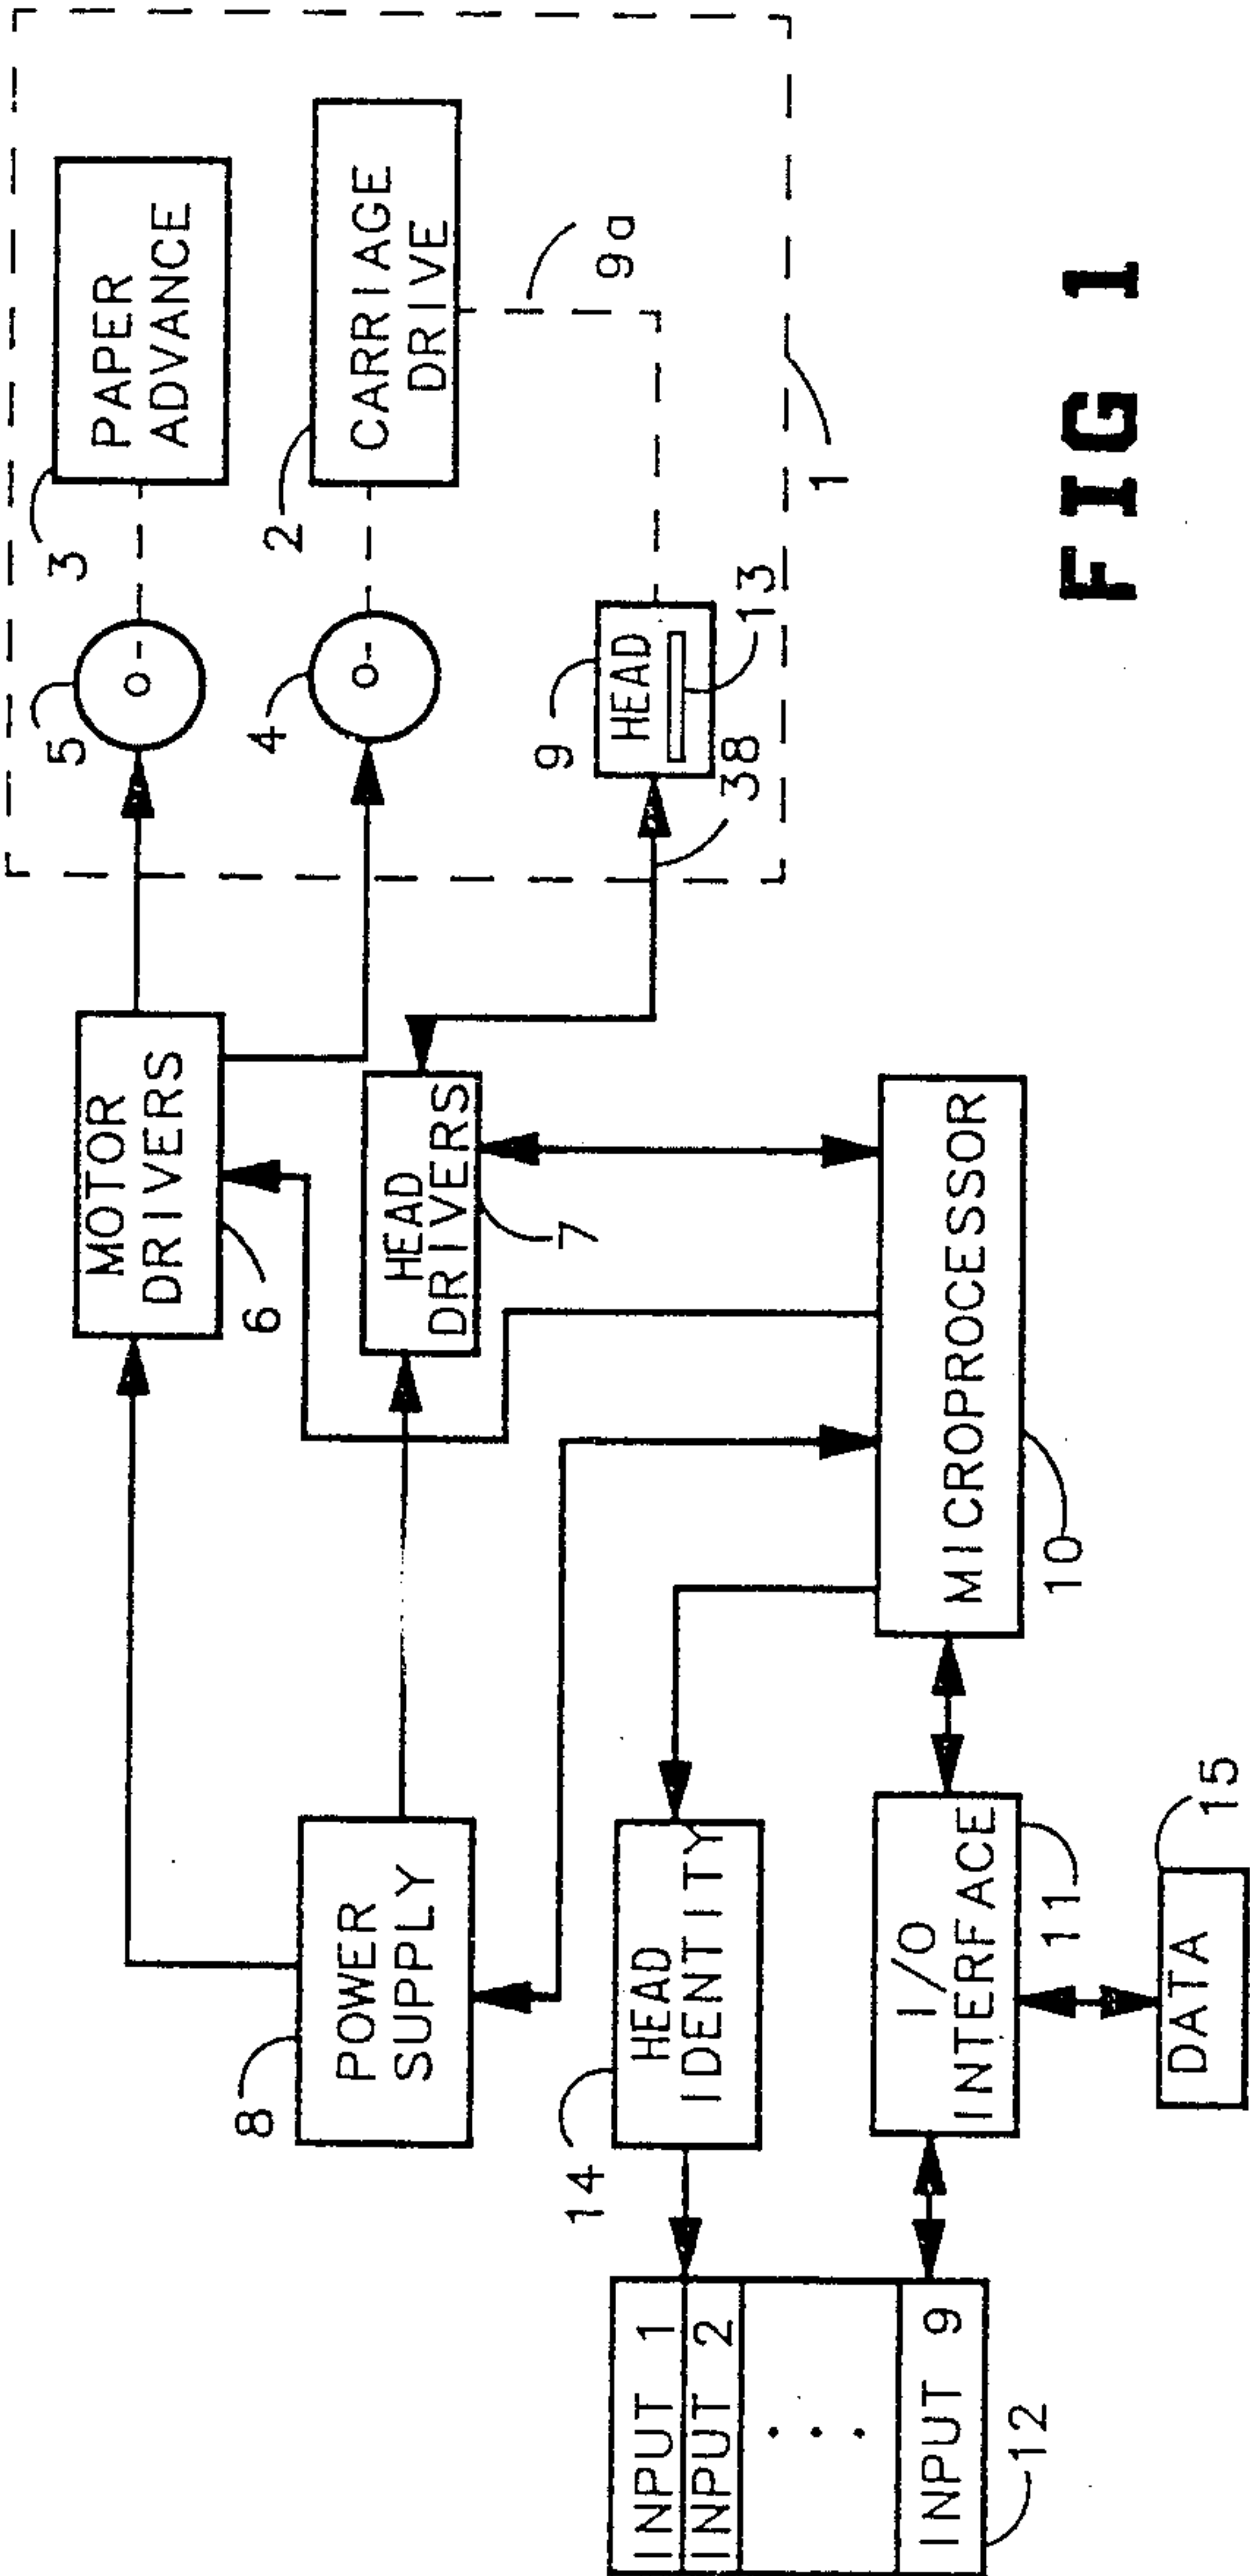 PAPER
ADVANCE
3
5
MOTOR
DRIVERS
6
CARRIAGE
DRIVE
2
4
9a
HEAD
9
13
38
1
HEAD
DRIVERS
7
POWER
SUPPLY
8
HEAD
IDENTITY
14
MICROPROCESSOR
10
I/O
INTERFACE
11
DATA
15
INPUT 1
INPUT 2
...
INPUT 9
12
FIG 1